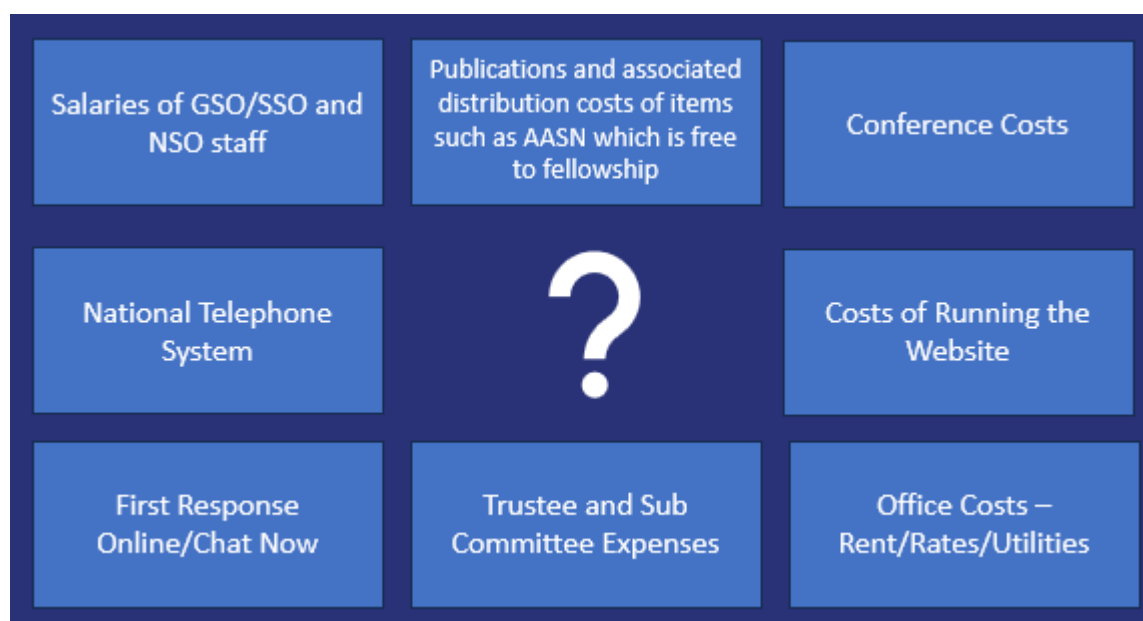 Salaries of GSO/SSO and
NSO staff
Publications and associated
distribution costs of items
such as AASN which is free
to fellowship
Conference Costs
National Telephone
System
?
Costs of Running the
Website
First Response
Online/Chat Now
Trustee and Sub
Committee Expenses
Office Costs –
Rent/Rates/Utilities